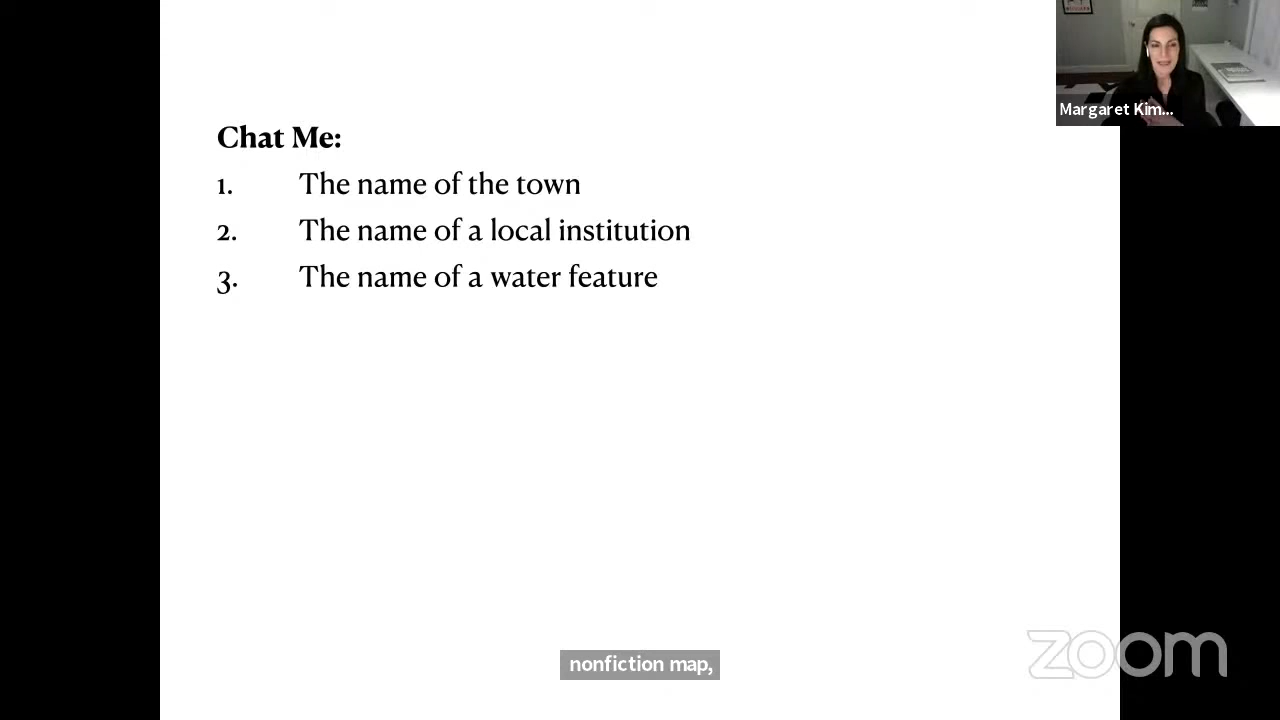 Margaret Kim...
Chat Me:
1. The name of the town
2. The name of a local institution
3. The name of a water feature
nonfiction map,
zoom